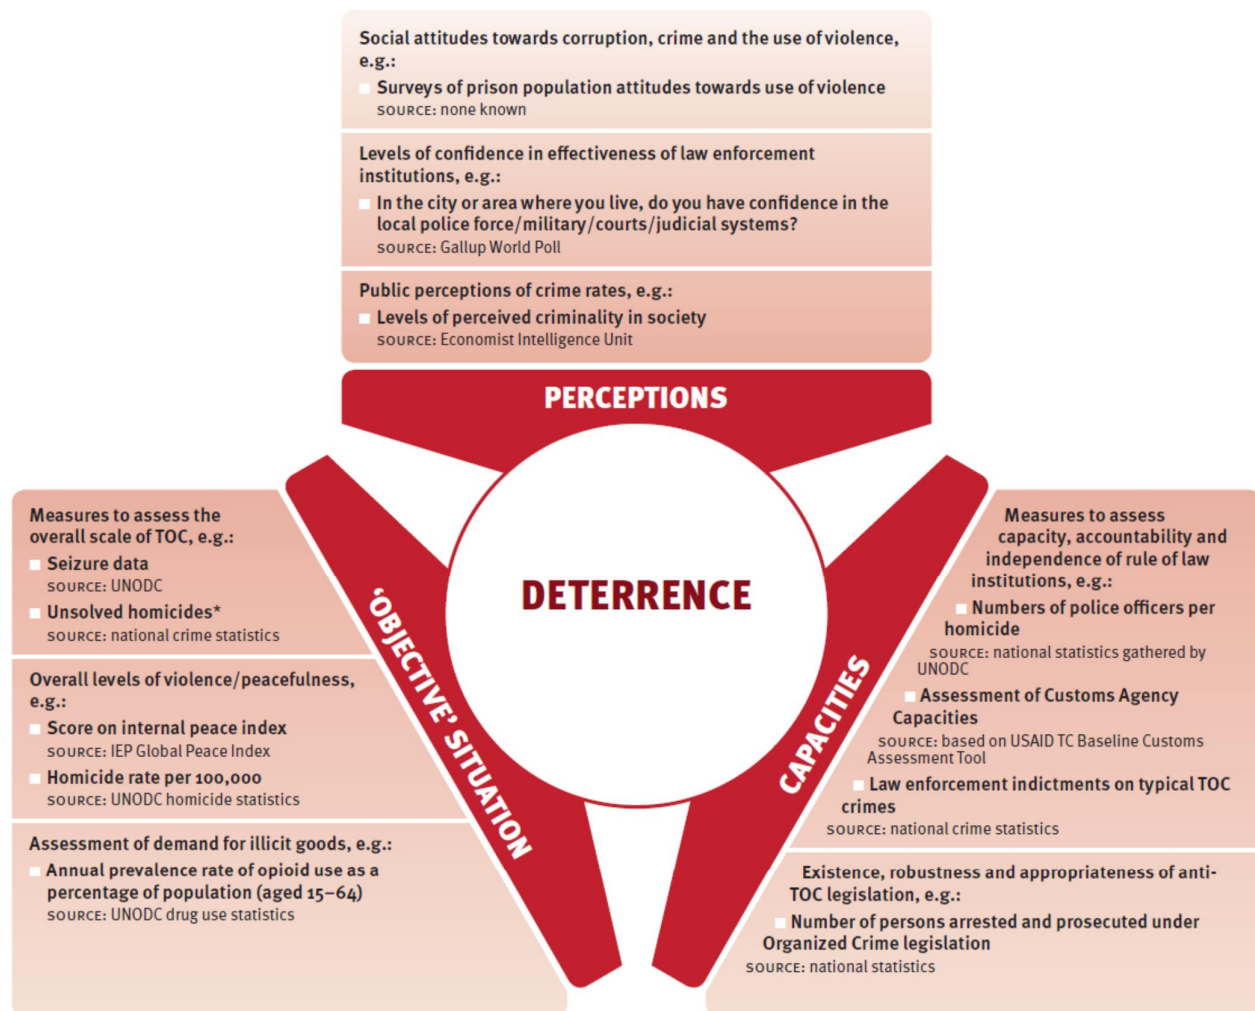 Social attitudes towards corruption, crime and the use of violence,
e.g.:
Surveys of prison population attitudes towards use of violence
SOURCE: none known
Levels of confidence in effectiveness of law enforcement
institutions, e.g.:
In the city or area where you live, do you have confidence in the
local police force/military/courts/judicial systems?
SOURCE: Gallup World Poll
Public perceptions of crime rates, e.g.:
Levels of perceived criminality in society
SOURCE: Economist Intelligence Unit
PERCEPTIONS
DETERRENCE
‘OBJECTIVE’ SITUATION
Measures to assess the
overall scale of TOC, e.g.:
Seizure data
SOURCE: UNODC
Unsolved homicides*
SOURCE: national crime statistics
Overall levels of violence/peacefulness,
e.g.:
Score on internal peace index
SOURCE: IEP Global Peace Index
Homicide rate per 100,000
SOURCE: UNODC homicide statistics
Assessment of demand for illicit goods, e.g.:
Annual prevalence rate of opioid use as a
percentage of population (aged 15–64)
SOURCE: UNODC drug use statistics
CAPACITIES
Measures to assess
capacity, accountability and
independence of rule of law
institutions, e.g.:
Numbers of police officers per
homicide
SOURCE: national statistics gathered by
UNODC
Assessment of Customs Agency
Capacities
SOURCE: based on USAID TC Baseline Customs
Assessment Tool
Law enforcement indictments on typical TOC
crimes
SOURCE: national crime statistics
Existence, robustness and appropriateness of anti-
TOC legislation, e.g.:
Number of persons arrested and prosecuted under
Organized Crime legislation
SOURCE: national statistics